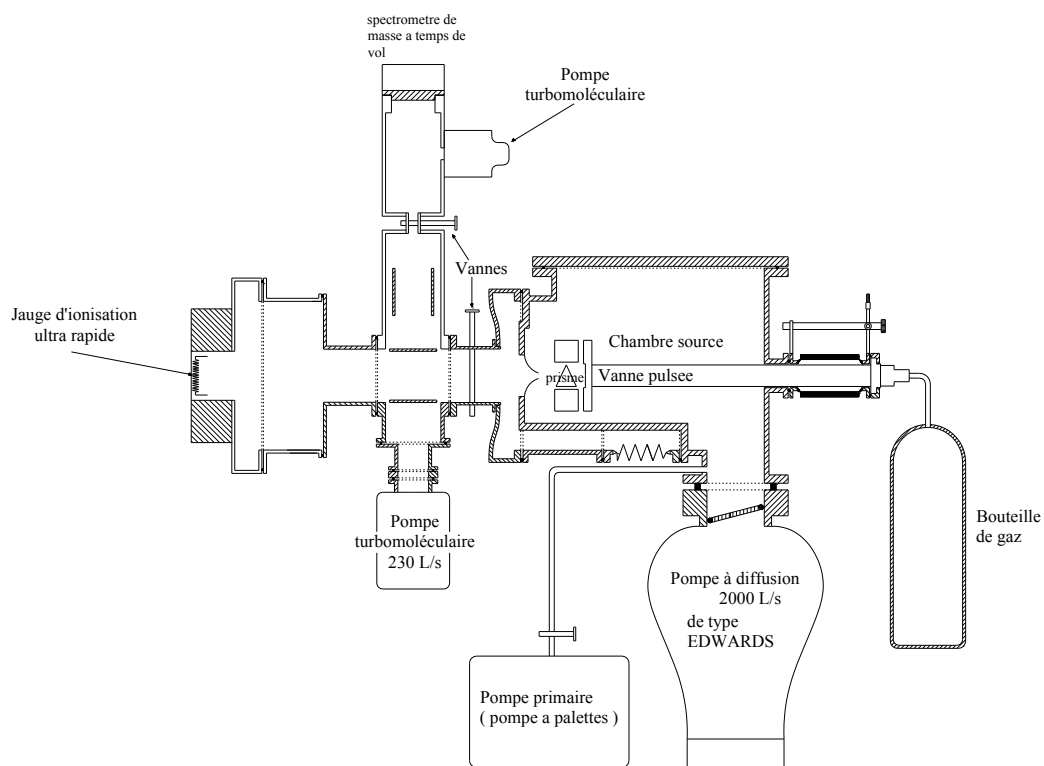 spectrometre de
masse a temps de
vol
Pompe
turbomoléculaire
Vannes
Jauge d'ionisation
ultra rapide
Chambre source
prisme
Vanne pulsee
Pompe
turbomoléculaire
230 L/s
Bouteille
de gaz
Pompe à diffusion
2000 L/s
de type
EDWARDS
Pompe primaire
( pompe a palettes )